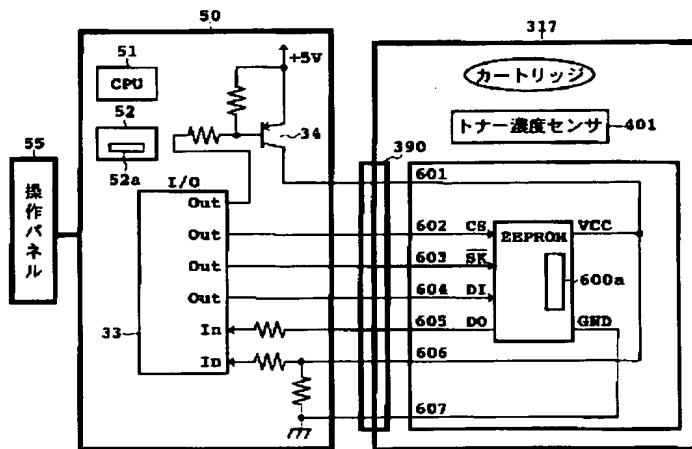 50
51
CPU
52
52a
+5V
34
55
操作パネル
I/O
Out
Out
Out
Out
In
In
33
390
317
カートリッジ
トナー濃度センサ
401
601
602
CS
603
SK
604
DI
605
DO
606
607
EEPROM
VCC
600a
GND